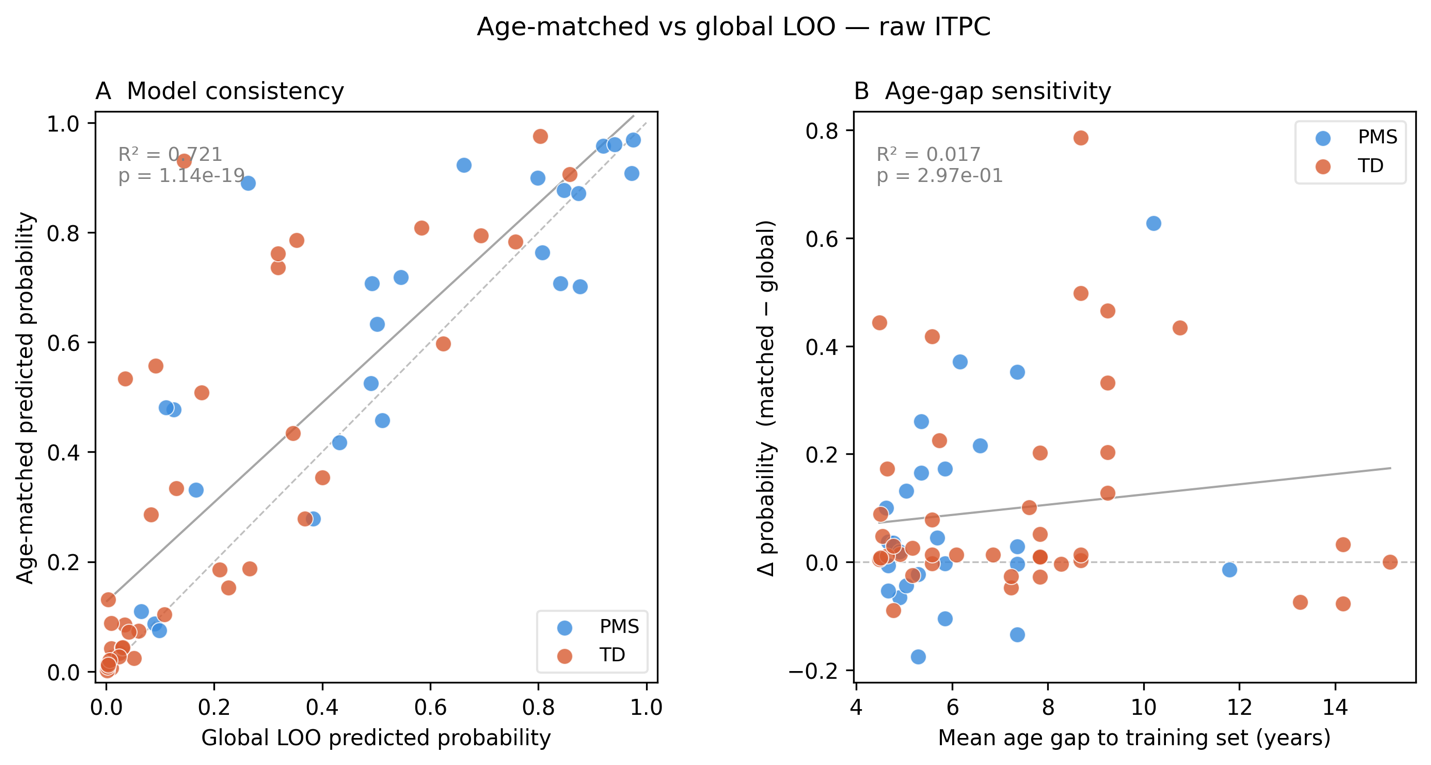 Age-matched vs global LOO — raw ITPC
A Model consistency
R² = 0.721
p = 1.14e-19
Age-matched predicted probability
1.0
0.8
0.6
0.4
0.2
0.0
0.0 0.2 0.4 0.6 0.8 1.0
Global LOO predicted probability
PMS
TD
B Age-gap sensitivity
R² = 0.017
p = 2.97e-01
PMS
TD
Δ probability (matched − global)
0.8
0.6
0.4
0.2
0.0
−0.2
4 6 8 10 12 14
Mean age gap to training set (years)